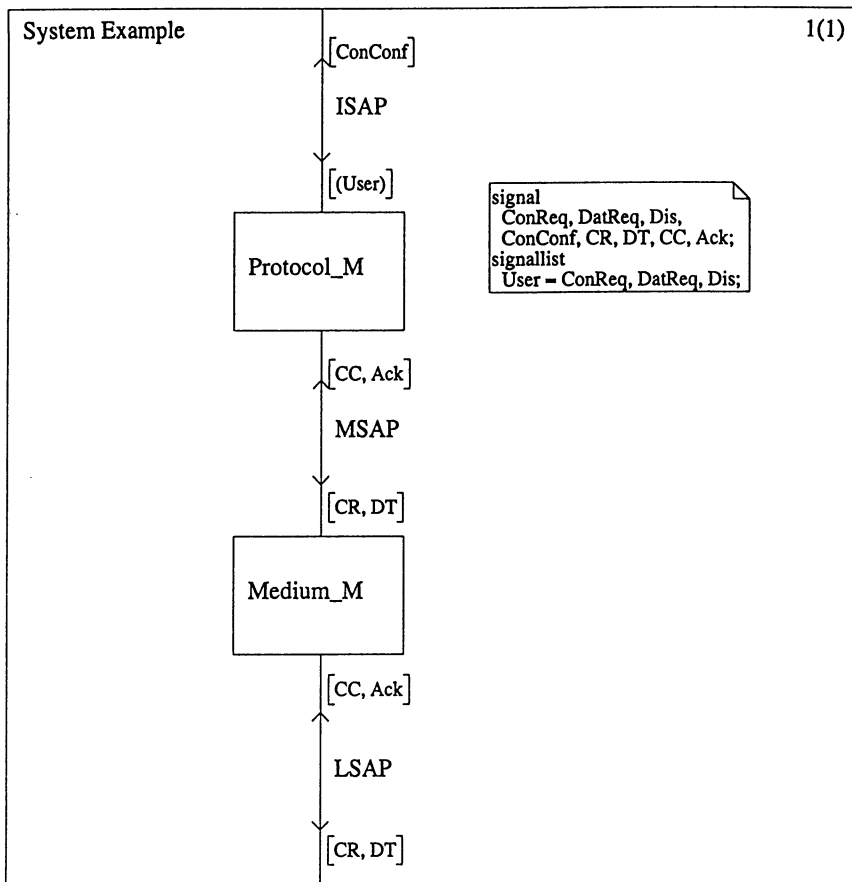 System Example
1(1)
[ConConf]
ISAP
[(User)]
signal
ConReq, DatReq, Dis,
ConConf, CR, DT, CC, Ack;
signallist
User = ConReq, DatReq, Dis;
Protocol_M
[CC, Ack]
MSAP
[CR, DT]
Medium_M
[CC, Ack]
LSAP
[CR, DT]